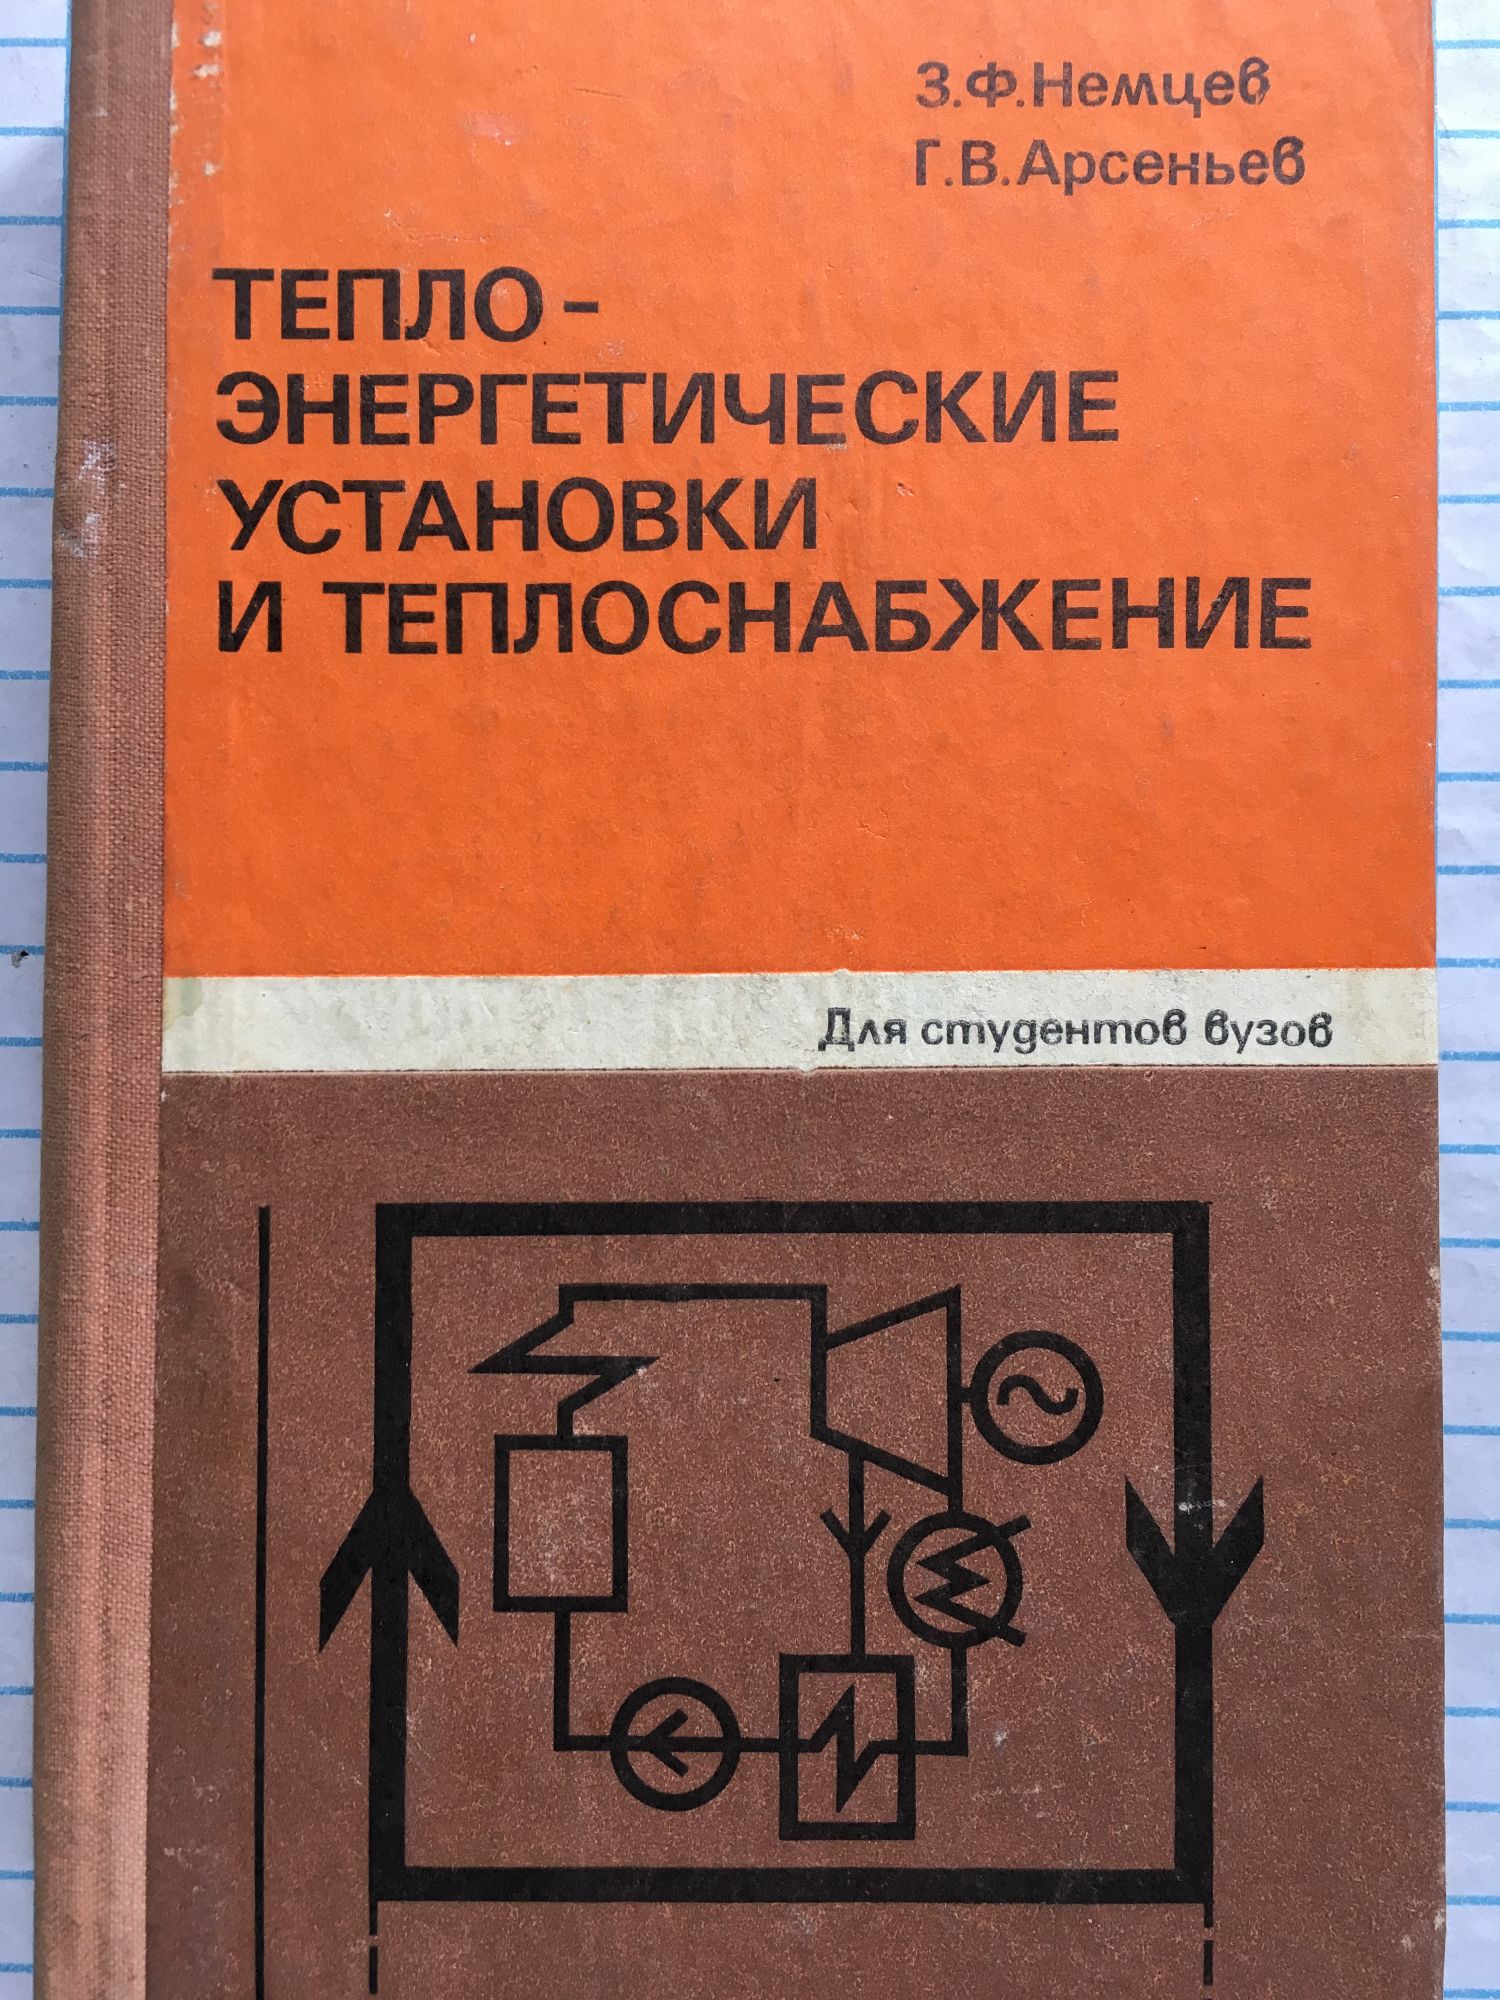 З.Ф.Немцев
Г.В.Арсеньев
ТЕПЛО-
ЭНЕРГЕТИЧЕСКИЕ
УСТАНОВКИ
И ТЕПЛОСНАБЖЕНИЕ
Для студентов вузов